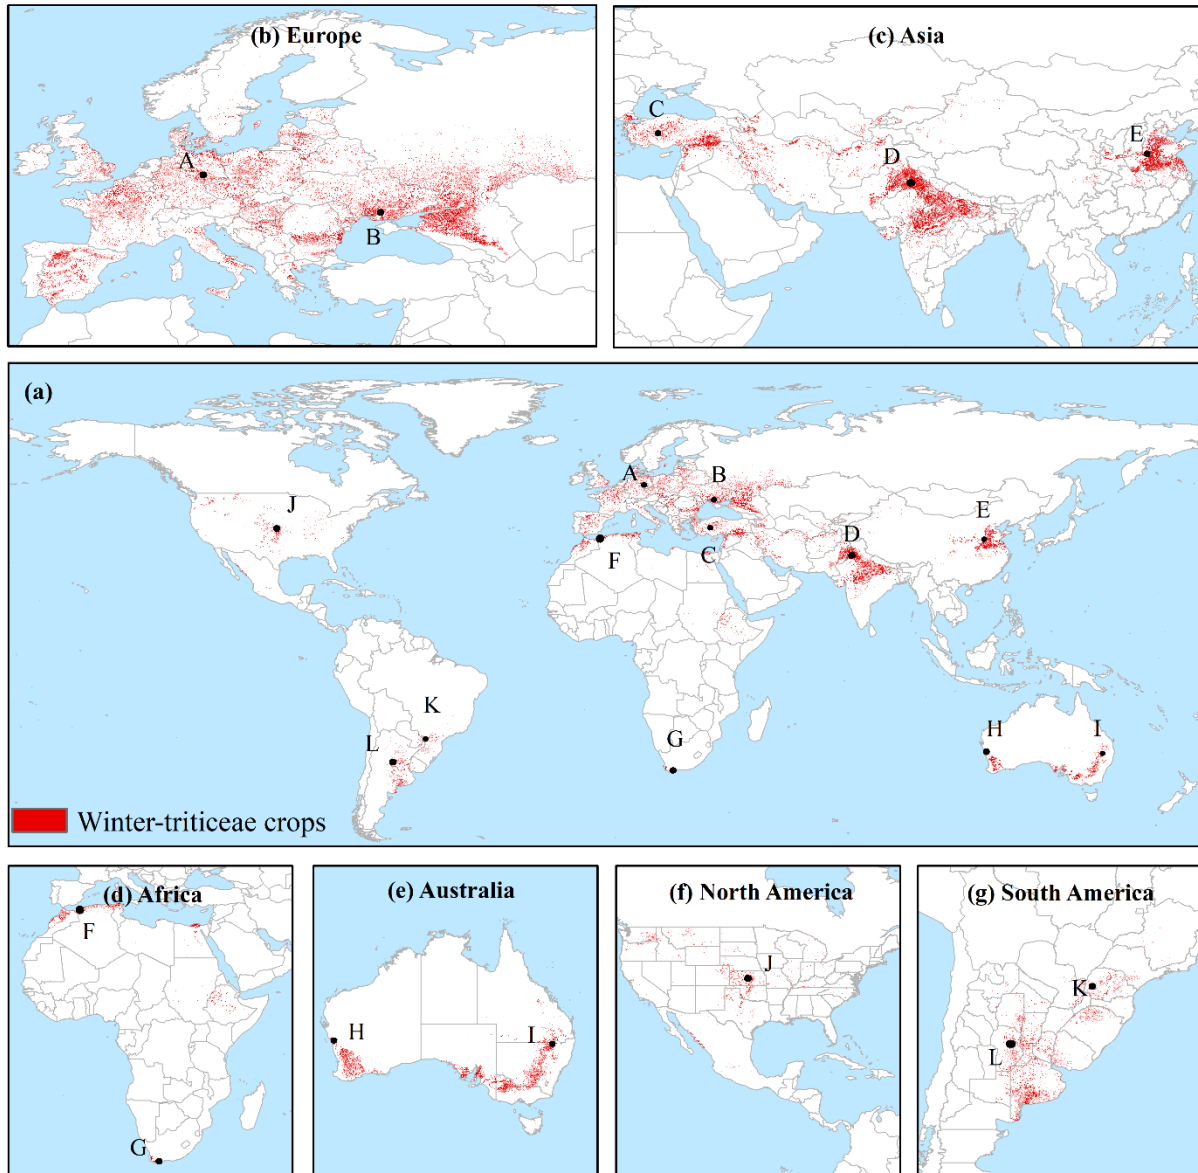 (b) Europe
A
B
(c) Asia
C
D
E
(a)
A
B
C
D
E
F
G
H
I
J
K
L
Winter-triticeae crops
(d) Africa
F
G
(e) Australia
H
I
(f) North America
J
(g) South America
K
L